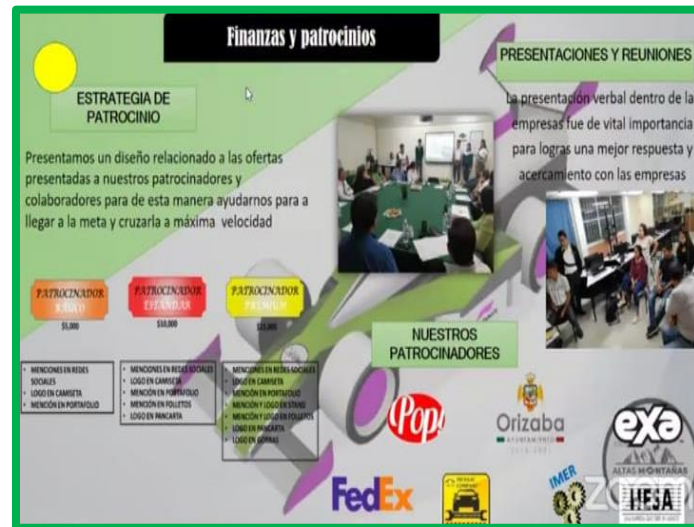 Finanzas y patrocinios
ESTRATEGIA DE
PATROCINIO
Presentamos un diseño relacionado a las ofertas
presentadas a nuestros patrocinadores y
colaboradores para de esta manera ayudarnos para a
llegar a la meta y cruzarla a máxima velocidad
PRESENTACIONES Y REUNIONES
La presentación verbal dentro de la
empresas fue de vital importancia
para logras una mejor respuesta y
acercamiento con las empresas
PATROCINADOR
BÁSICO
$5,000
• MENCIONES EN REDES
SOCIALES
• LOGO EN CAMISETA
• MENCIÓN EN PORTAFOLIO
PATROCINADOR
ESTÁNDAR
$10,000
• MENCIONES EN REDES SOCIALES
• LOGO EN CAMISETA
• MENCIÓN EN PORTAFOLIO
• MENCIÓN EN FOLLETOS
• LOGO EN PANCARTA
PATROCINADOR
PREMIUM
• MENCIONES EN REDES SOCIALES
• LOGO EN CAMISETA
• MENCIÓN EN PORTAFOLIO
• MENCIÓN Y LOGO EN STAND
• MENCIÓN Y LOGO EN FOLLETOS
• LOGO EN PANCARTA
• LOGO EN GORRAS
NUESTROS
PATROCINADORES
Pop
Orizaba
AYUNTAMIENTO
exa
ALTAS MONTAÑAS
FedEx
IMER
HESA
zoom